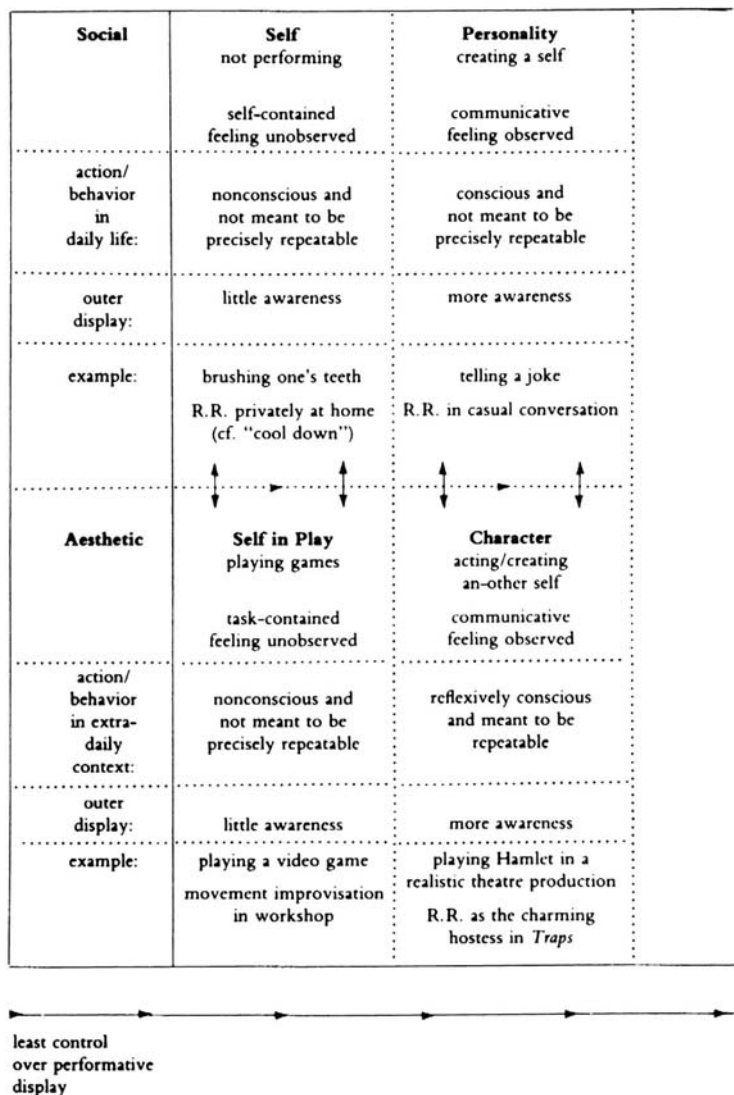 Social
Self
not performing
self-contained
feeling unobserved
Personality
creating a self
communicative
feeling observed
action/
behavior
in
daily life:
nonconscious and
not meant to be
precisely repeatable
conscious and
not meant to be
precisely repeatable
outer
display:
little awareness
more awareness
example:
brushing one's teeth
R.R. privately at home
(cf. “cool down”)
telling a joke
R.R. in casual conversation
Aesthetic
Self in Play
playing games
task-contained
feeling unobserved
Character
acting/creating
an-other self
communicative
feeling observed
action/
behavior
in extra-
daily
context:
nonconscious and
not meant to be
precisely repeatable
reflexively conscious
and meant to be
repeatable
outer
display:
little awareness
more awareness
example:
playing a video game
movement improvisation
in workshop
playing Hamlet in a
realistic theatre production
R.R. as the charming
hostess in Traps
least control
over performative
display